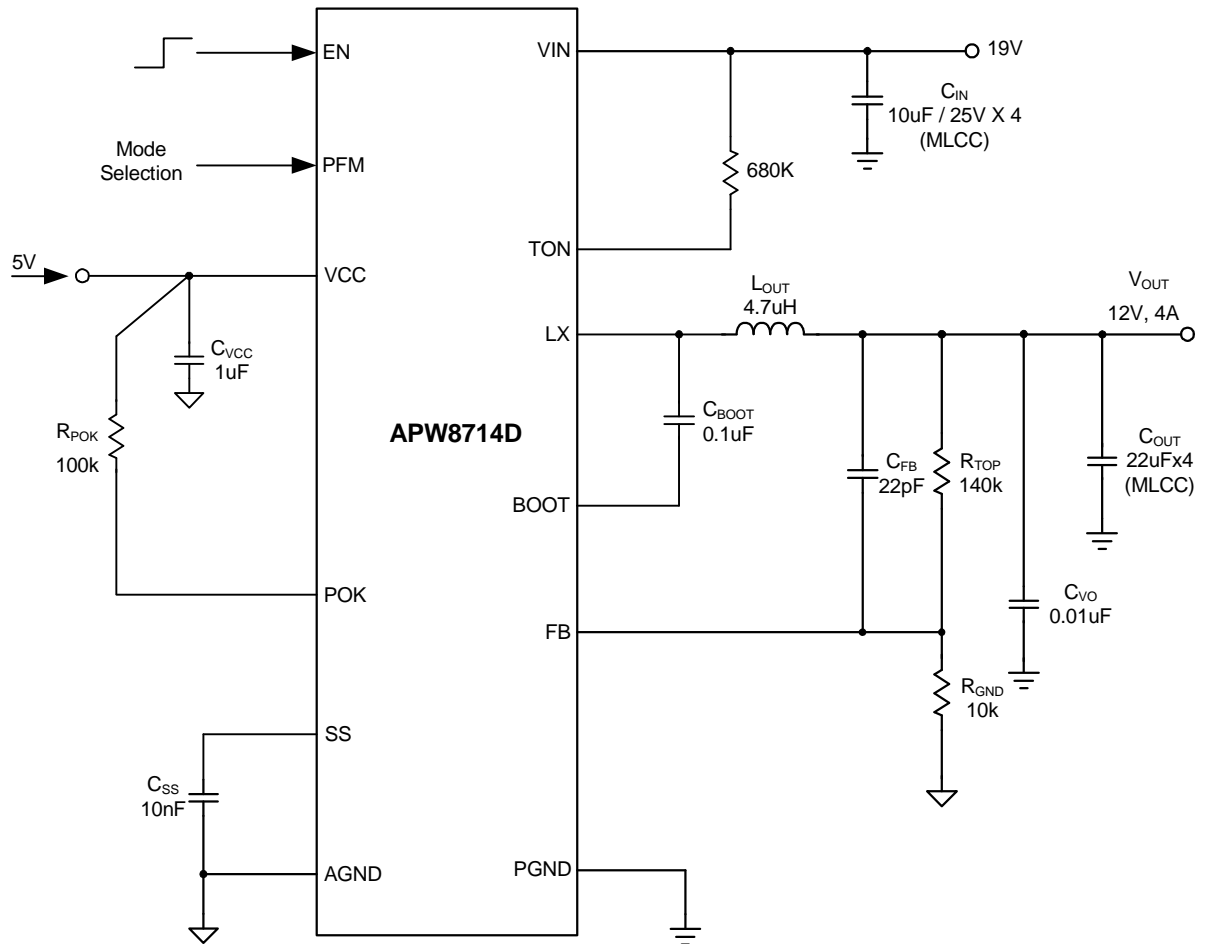 EN
VIN
19V
C_IN
10uF / 25V X 4
(MLCC)
Mode
Selection
PFM
680K
TON
5V
VCC
V_OUT
12V, 4A
L_OUT
4.7uH
LX
C_VCC
1uF
R_POK
100k
APW8714D
C_BOOT
0.1uF
BOOT
C_FB
22pF
R_TOP
140k
C_OUT
22uFx4
(MLCC)
POK
FB
C_VO
0.01uF
R_GND
10k
SS
C_SS
10nF
AGND
PGND